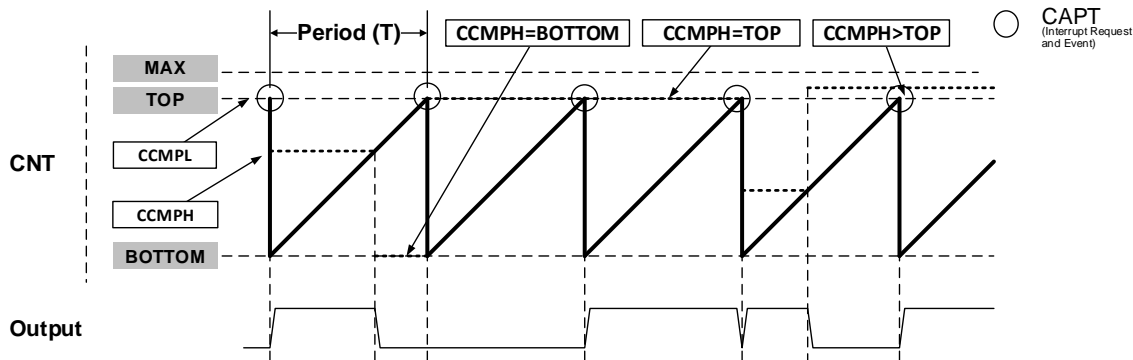 Period (T)
CCMPH=BOTTOM
CCMPH=TOP
CCMPH>TOP
CAPT
(Interrupt Request
and Event)
MAX
TOP
CNT
CCMPL
CCMPH
BOTTOM
Output